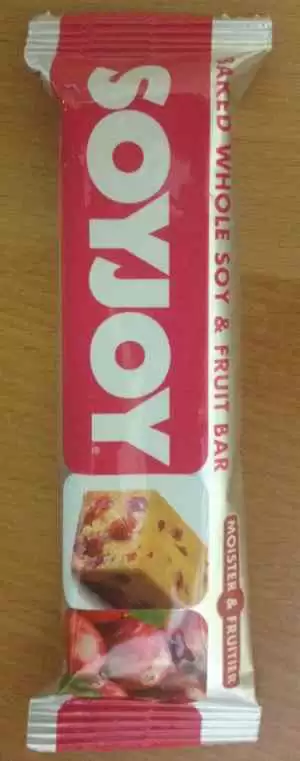 SOYJOY
BAKED WHOLE SOY & FRUIT BAR
MOISTER & FRUITIER